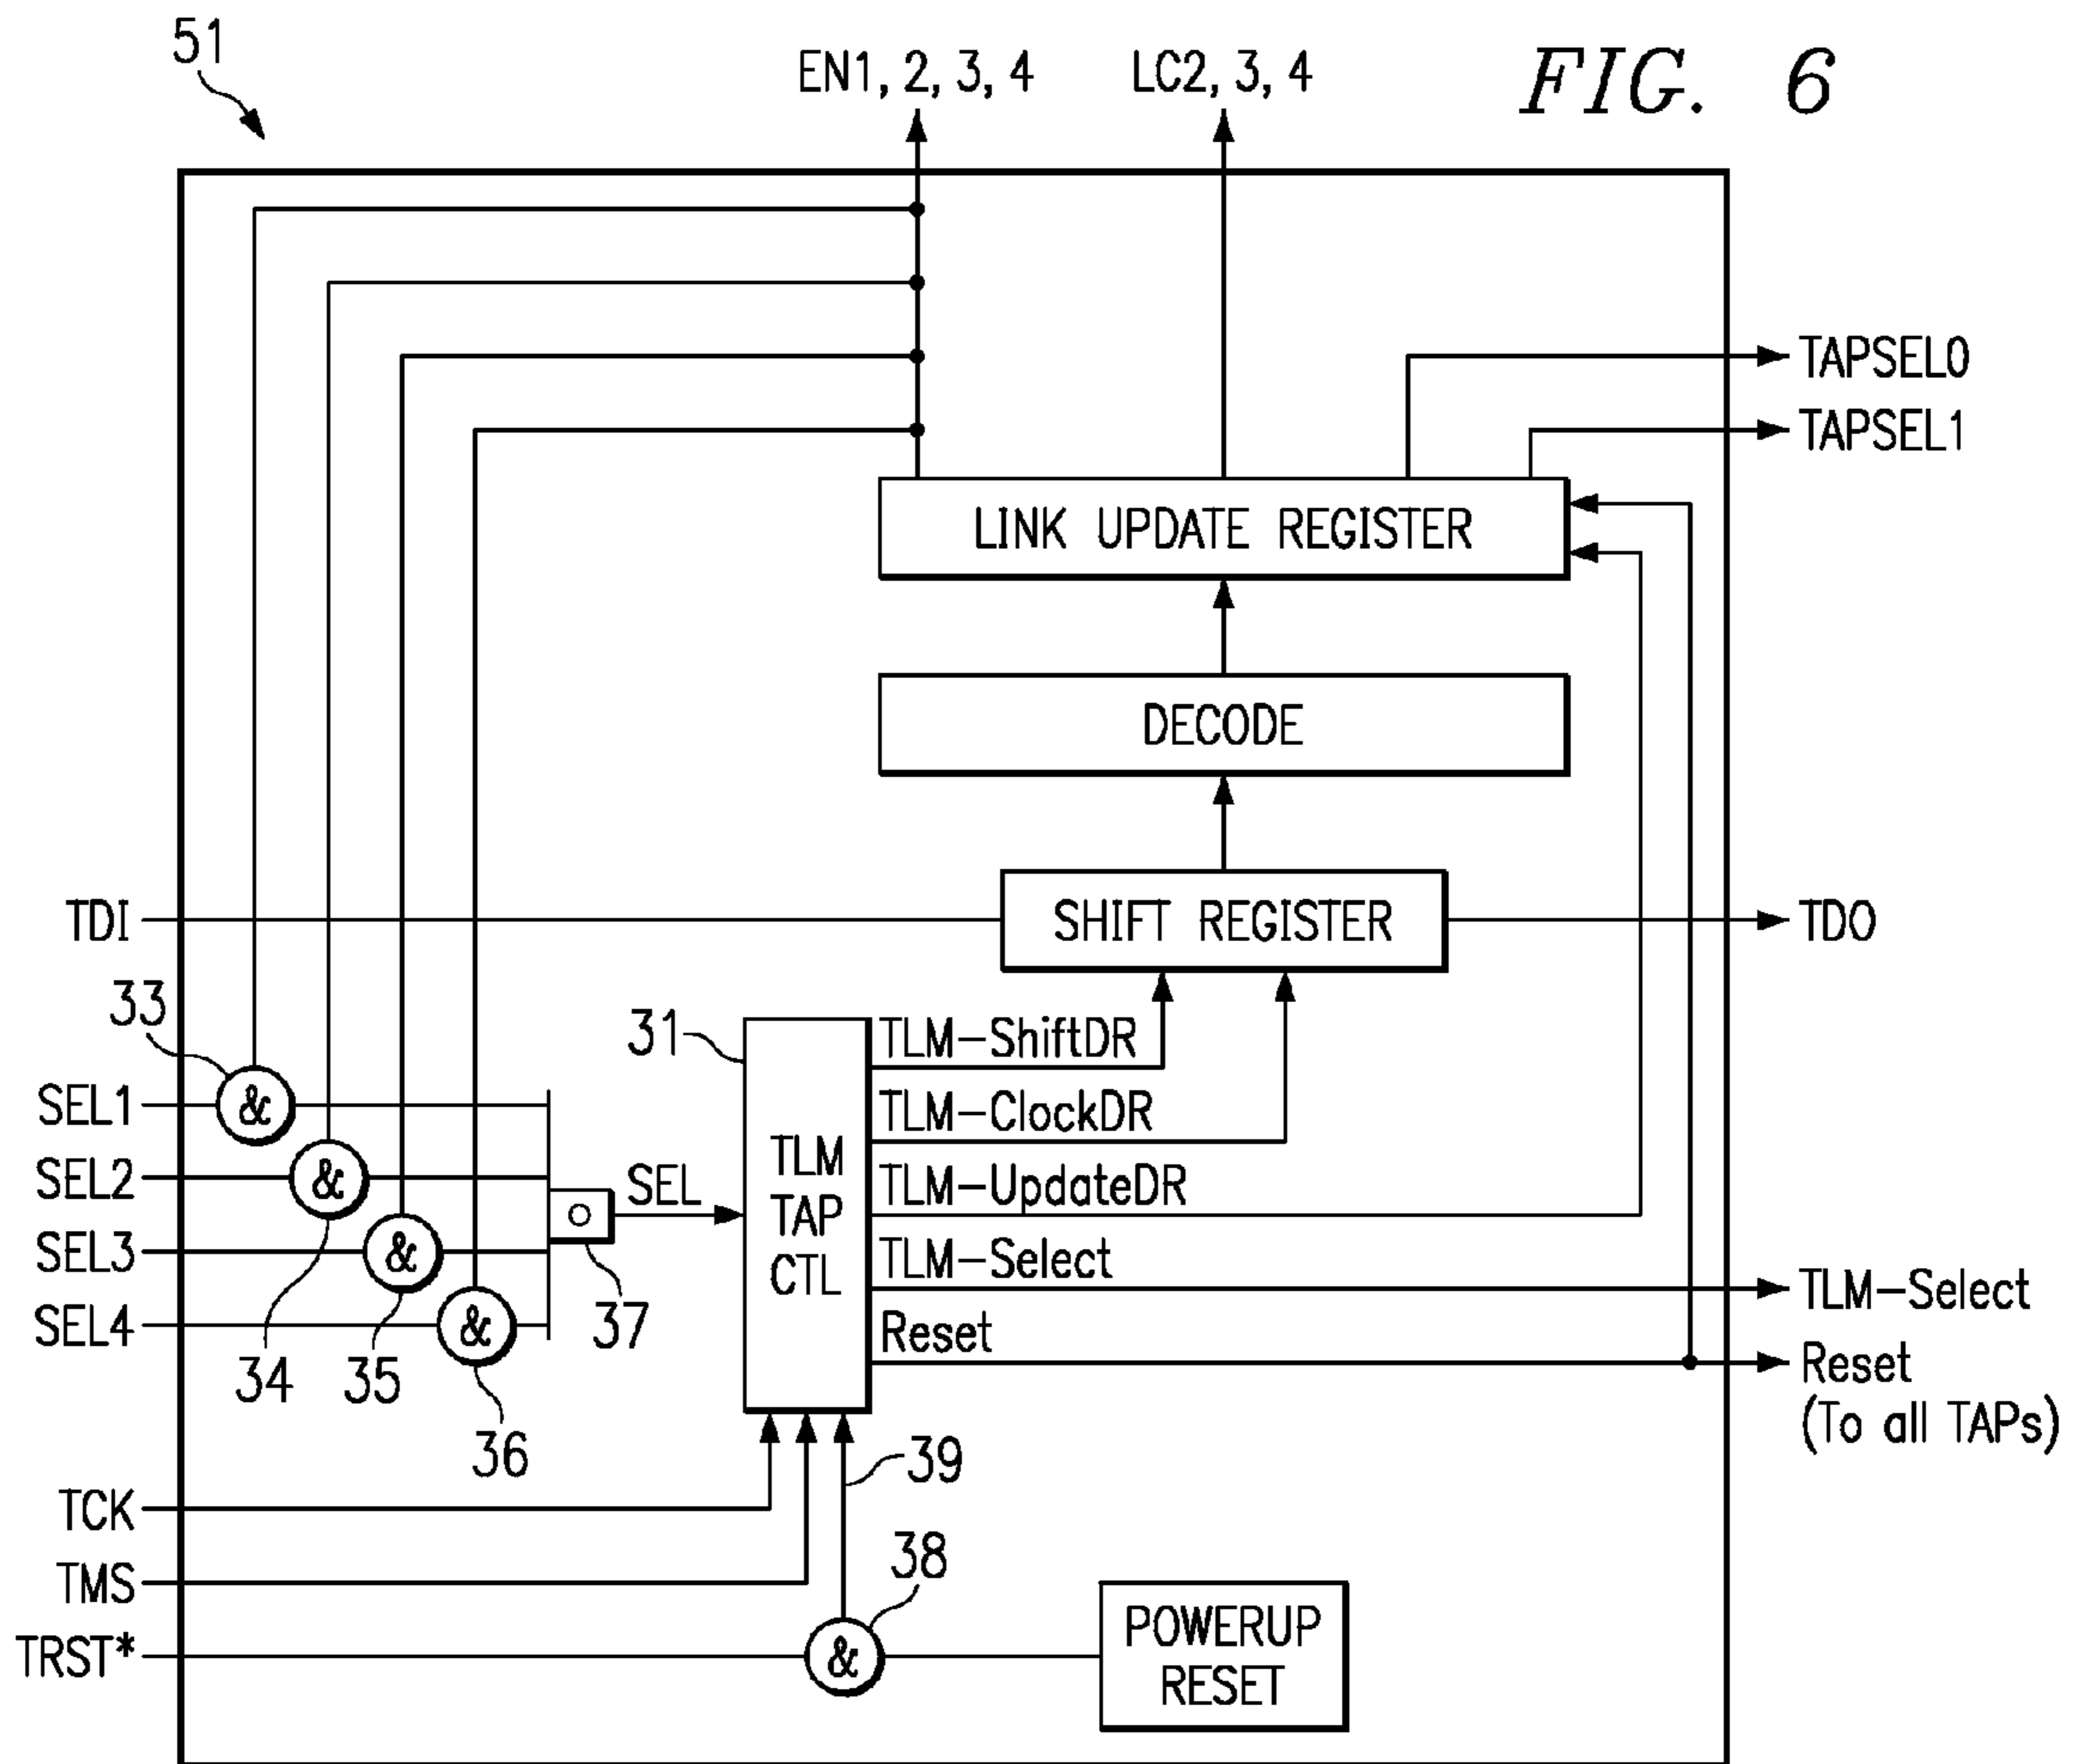 51
EN1, 2, 3, 4
LC2, 3, 4
FIG. 6
TAPSEL0
TAPSEL1
LINK UPDATE REGISTER
DECODE
TDI
SHIFT REGISTER
TDO
33
31
TLM-ShiftDR
SEL1
&
TLM-ClockDR
SEL2
&
SEL
TLM
TAP
CTL
TLM-UpdateDR
SEL3
&
TLM-Select
TLM-Select
SEL4
&
37
Reset
Reset
(To all TAPs)
34
35
36
39
TCK
38
TMS
TRST*
&
POWERUP
RESET